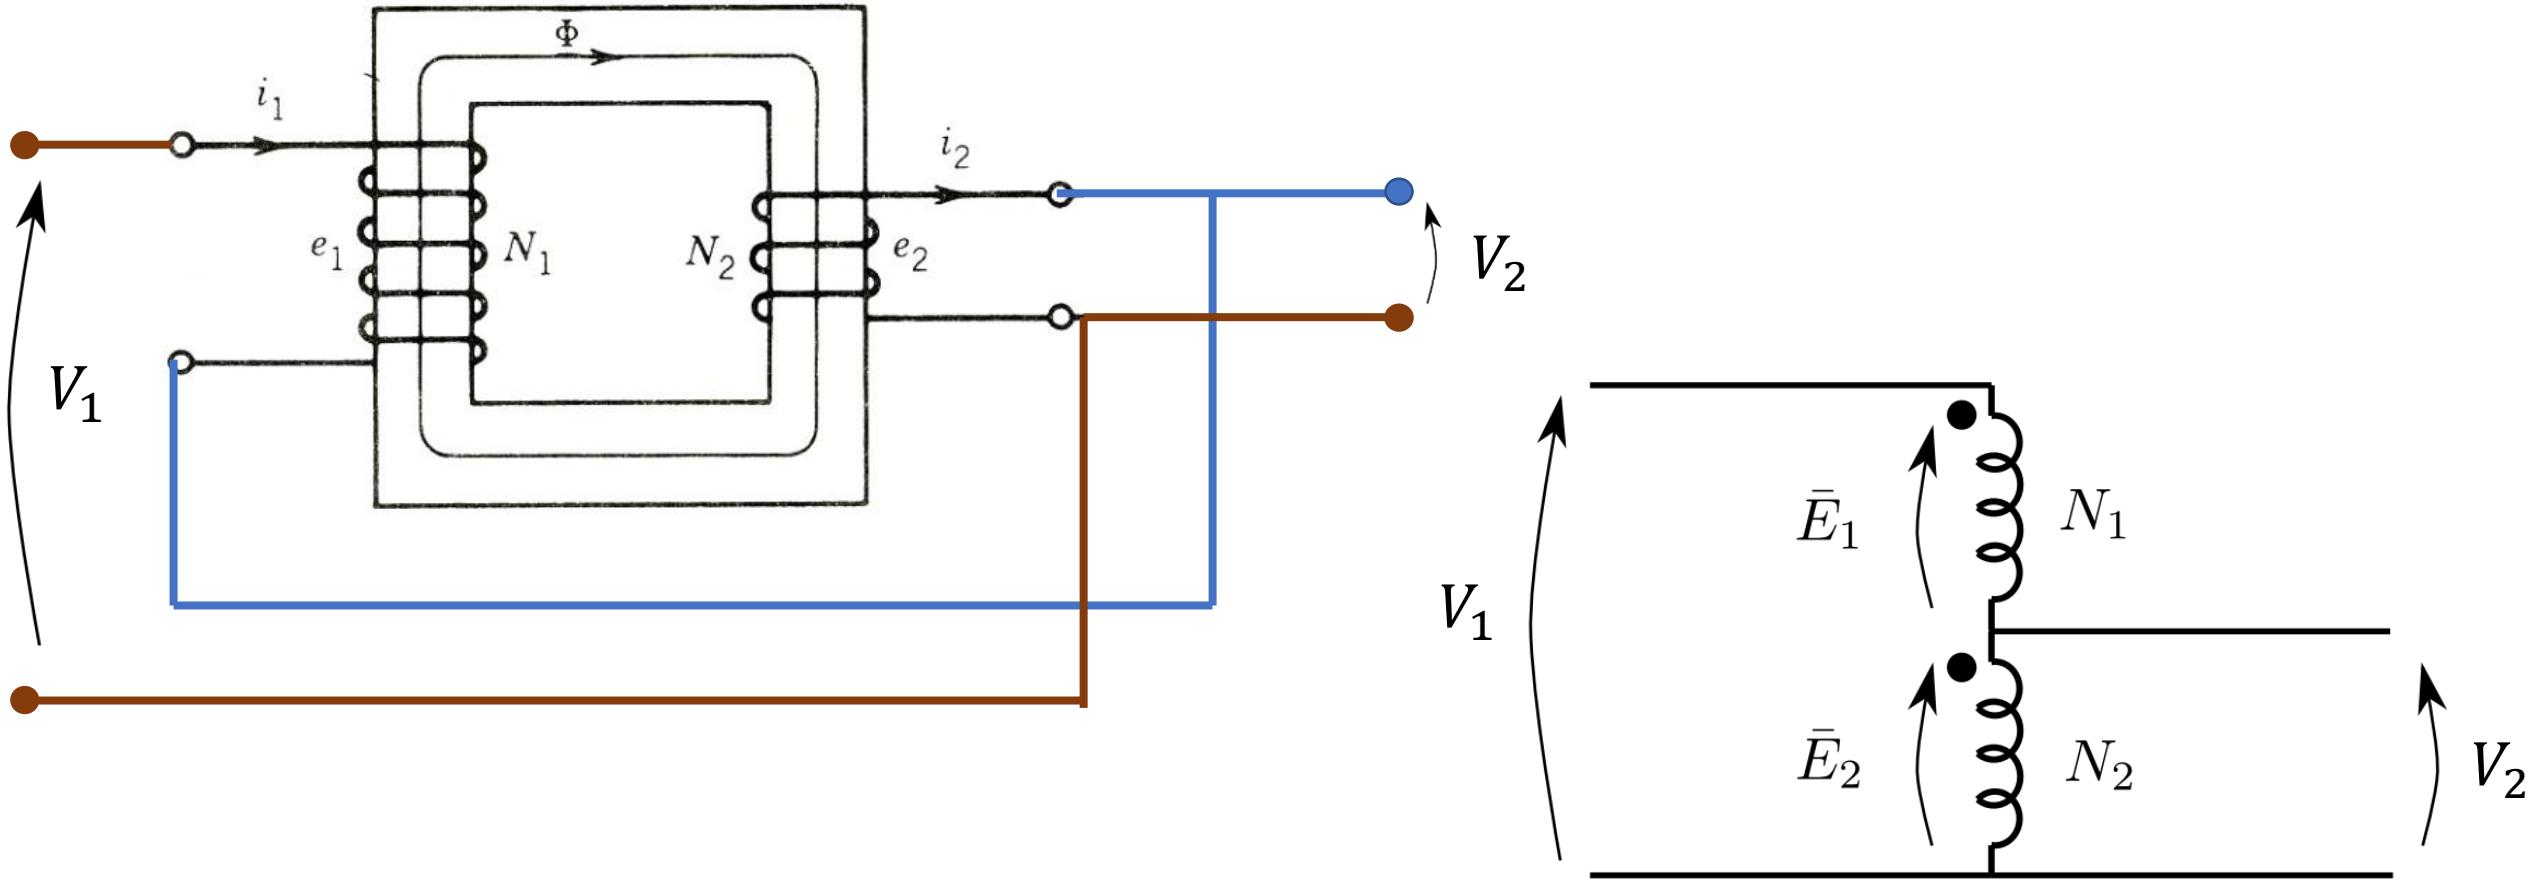 Φ
i₁
i₂
e₁
N₁
N₂
e₂
V₂
V₁
Ē₁
N₁
V₁
Ē₂
N₂
V₂